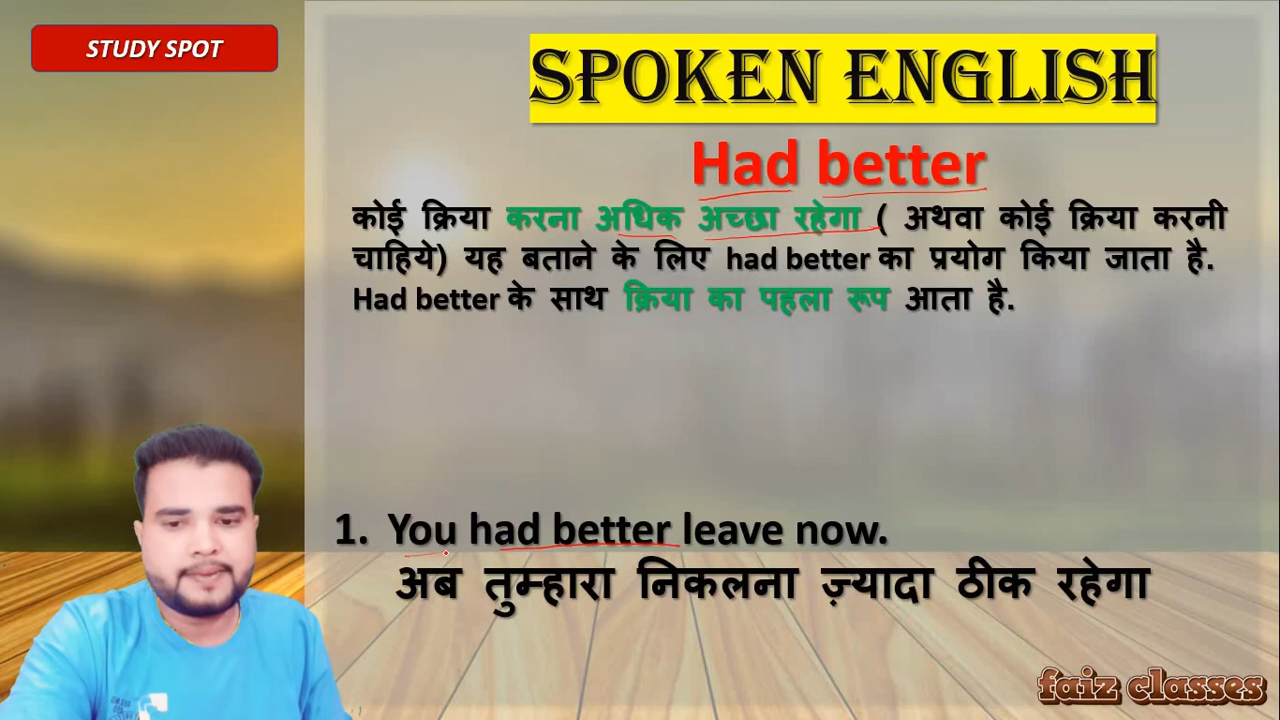 STUDY SPOT
SPOKEN ENGLISH
Had better
कोई क्रिया करना अधिक अच्छा रहेगा ( अथवा कोई क्रिया करनी
चाहिये) यह बताने के लिए had better का प्रयोग किया जाता है.
Had better के साथ क्रिया का पहला रूप आता है.
1. You had better leave now.
अब तुम्हारा निकलना ज़्यादा ठीक रहेगा
faiz classes